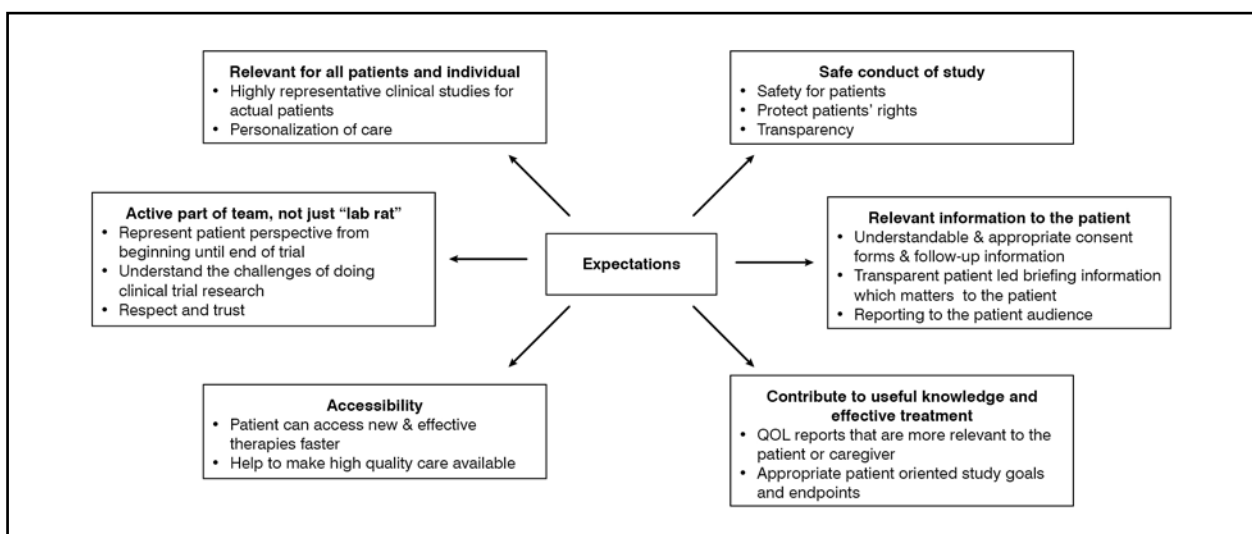 Relevant for all patients and individual
• Highly representative clinical studies for
actual patients
• Personalization of care
Safe conduct of study
• Safety for patients
• Protect patients’ rights
• Transparency
Active part of team, not just “lab rat”
• Represent patient perspective from
beginning until end of trial
• Understand the challenges of doing
clinical trial research
• Respect and trust
Expectations
Relevant information to the patient
• Understandable & appropriate consent
forms & follow-up information
• Transparent patient led briefing information
which matters to the patient
• Reporting to the patient audience
Accessibility
• Patient can access new & effective
therapies faster
• Help to make high quality care available
Contribute to useful knowledge and
effective treatment
• QOL reports that are more relevant to the
patient or caregiver
• Appropriate patient oriented study goals
and endpoints